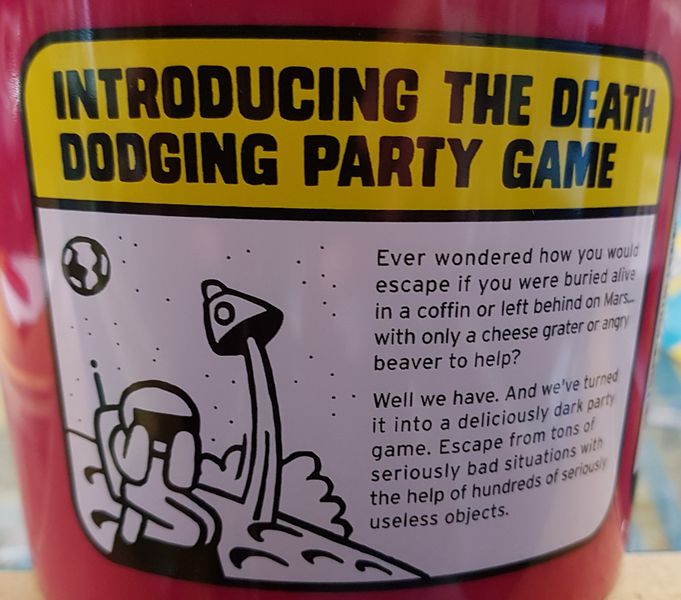 INTRODUCING THE DEATH
DODGING PARTY GAME
Ever wondered how you would
escape if you were buried alive
in a coffin or left behind on Mars...
with only a cheese grater or angry
beaver to help?
Well we have. And we've turned
it into a deliciously dark party
game. Escape from tons of
seriously bad situations with
the help of hundreds of seriously
useless objects.